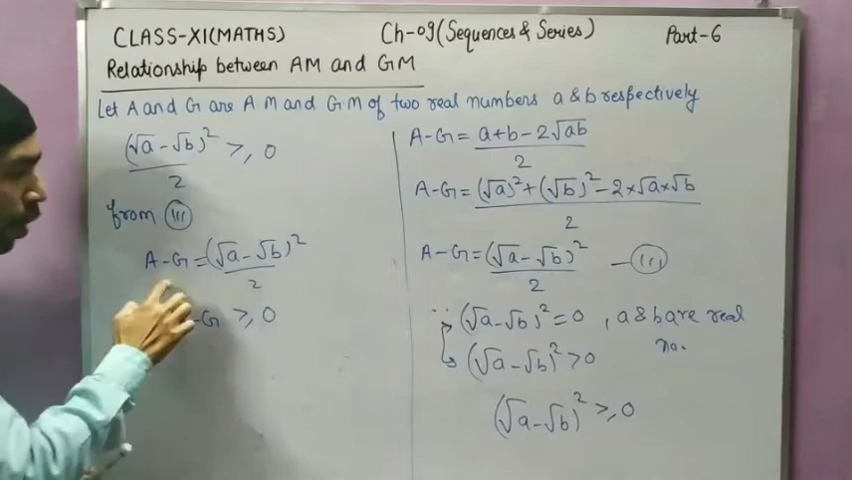 CLASS-XI(MATHS) Ch-09(Sequences & Series) Part-6
Relationship between AM and GM
Let A and G are A M and G·M of two real numbers a & b respectively
(√a - √b)²/2 ≥ 0
from (iii)
A-G = (√a - √b)²/2
-G ≥ 0
A-G = a+b-2√ab/2
A-G = (√a)²+(√b)²-2×√a×√b/2
A-G = (√a-√b)²/2 — (iii)
∵ (√a-√b)² = 0 , a & b are real no.
(√a-√b)² > 0
(√a-√b)² ≥ 0